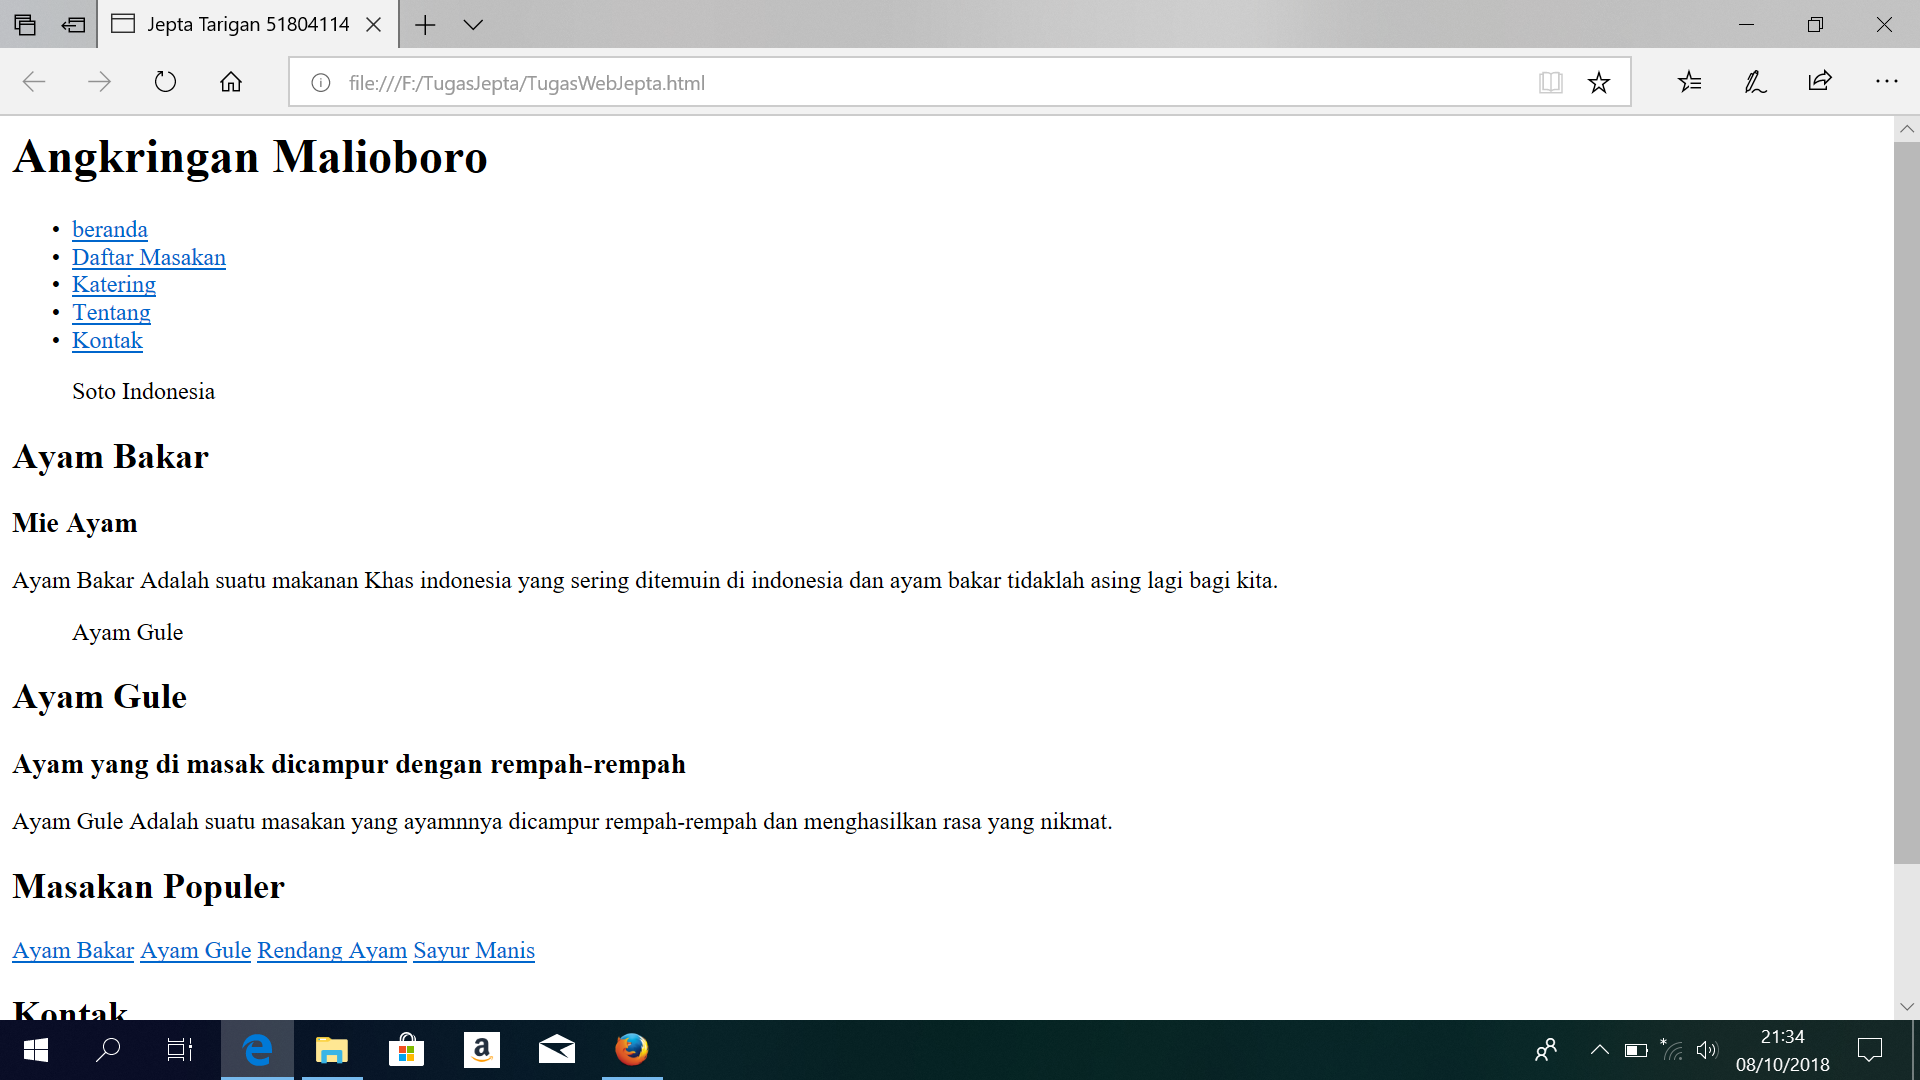 Jepta Tarigan 51804114
file:///F:/TugasJepta/TugasWebJepta.html
Angkringan Malioboro
• beranda
• Daftar Masakan
• Katering
• Tentang
• Kontak
Soto Indonesia
Ayam Bakar
Mie Ayam
Ayam Bakar Adalah suatu makanan Khas indonesia yang sering ditemuin di indonesia dan ayam bakar tidaklah asing lagi bagi kita.
Ayam Gule
Ayam Gule
Ayam yang di masak dicampur dengan rempah-rempah
Ayam Gule Adalah suatu masakan yang ayamnnya dicampur rempah-rempah dan menghasilkan rasa yang nikmat.
Masakan Populer
Ayam Bakar Ayam Gule Rendang Ayam Sayur Manis
Kontak
21:34
08/10/2018